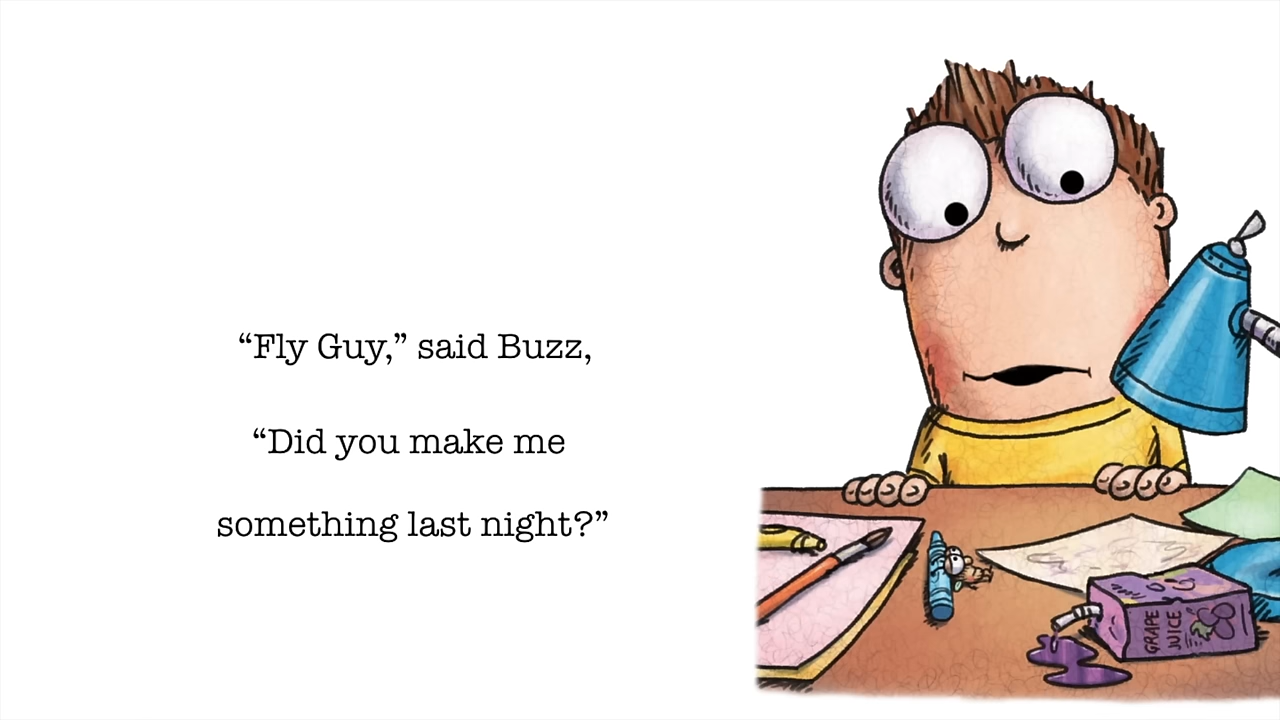 “Fly Guy,” said Buzz,
“Did you make me
something last night?”
GRAPE
JUICE